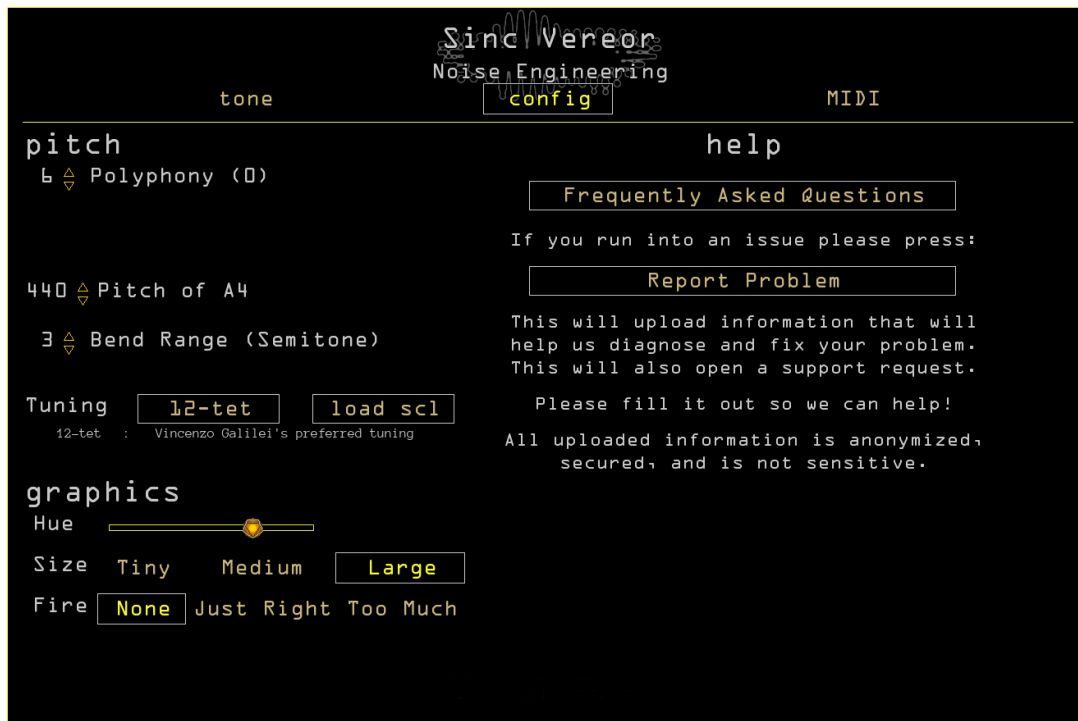 Sinc Vereor
Noise Engineering
tone config MIDI
pitch
6 Polyphony (0)
440 Pitch of A4
3 Bend Range (Semitone)
Tuning 12-tet load scl
12-tet : Vincenzo Galilei's preferred tuning
graphics
Hue
Size Tiny Medium Large
Fire None Just Right Too Much
help
Frequently Asked Questions
If you run into an issue please press:
Report Problem
This will upload information that will
help us diagnose and fix your problem.
This will also open a support request.
Please fill it out so we can help!
All uploaded information is anonymized,
secured, and is not sensitive.